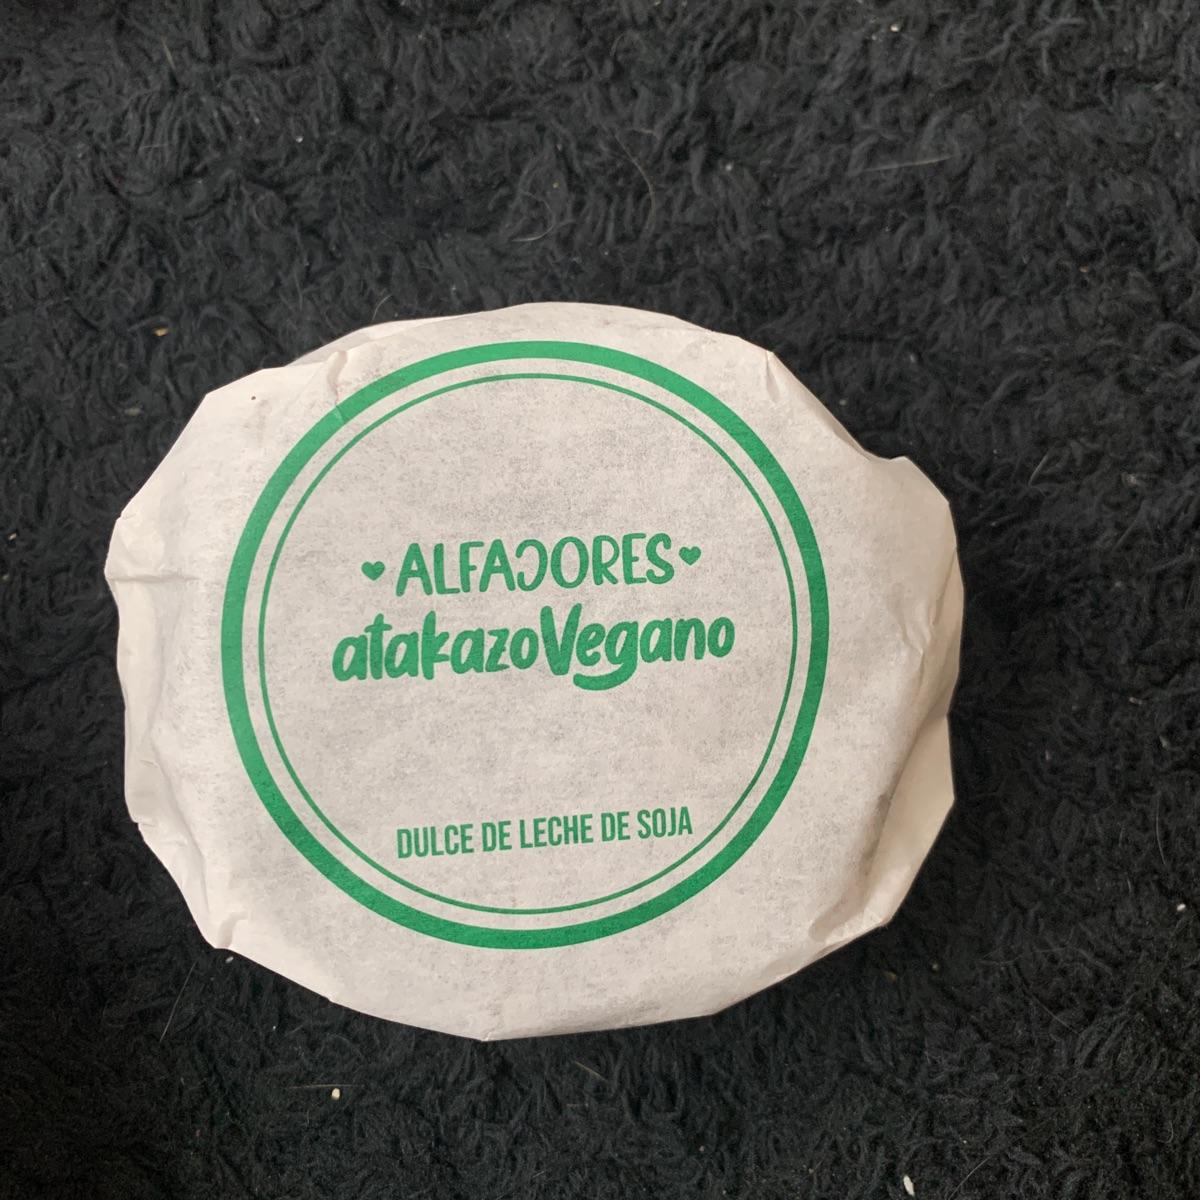 ALFAJORES
atakazoVegano
DULCE DE LECHE DE SOJA